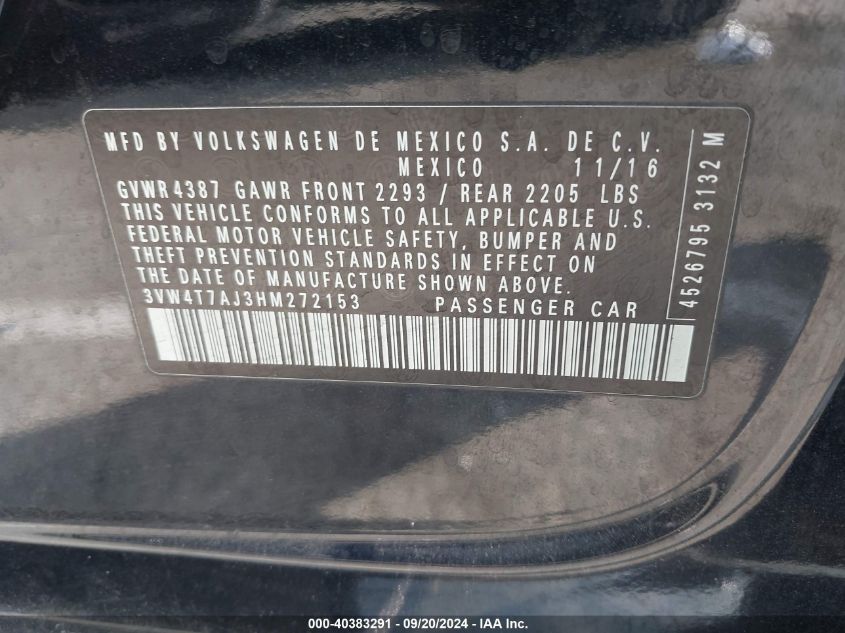 MFD BY VOLKSWAGEN DE MEXICO S.A. DE C.V.
MEXICO 11/16
GVWR 4387 GAWR FRONT 2293 / REAR 2205 LBS
THIS VEHICLE CONFORMS TO ALL APPLICABLE U.S.
FEDERAL MOTOR VEHICLE SAFETY, BUMPER AND
THEFT PREVENTION STANDARDS IN EFFECT ON
THE DATE OF MANUFACTURE SHOWN ABOVE.
3VW4T7AJ3HM272153 PASSENGER CAR
4526795 3132 M
000-40383291 - 09/20/2024 - IAA Inc.